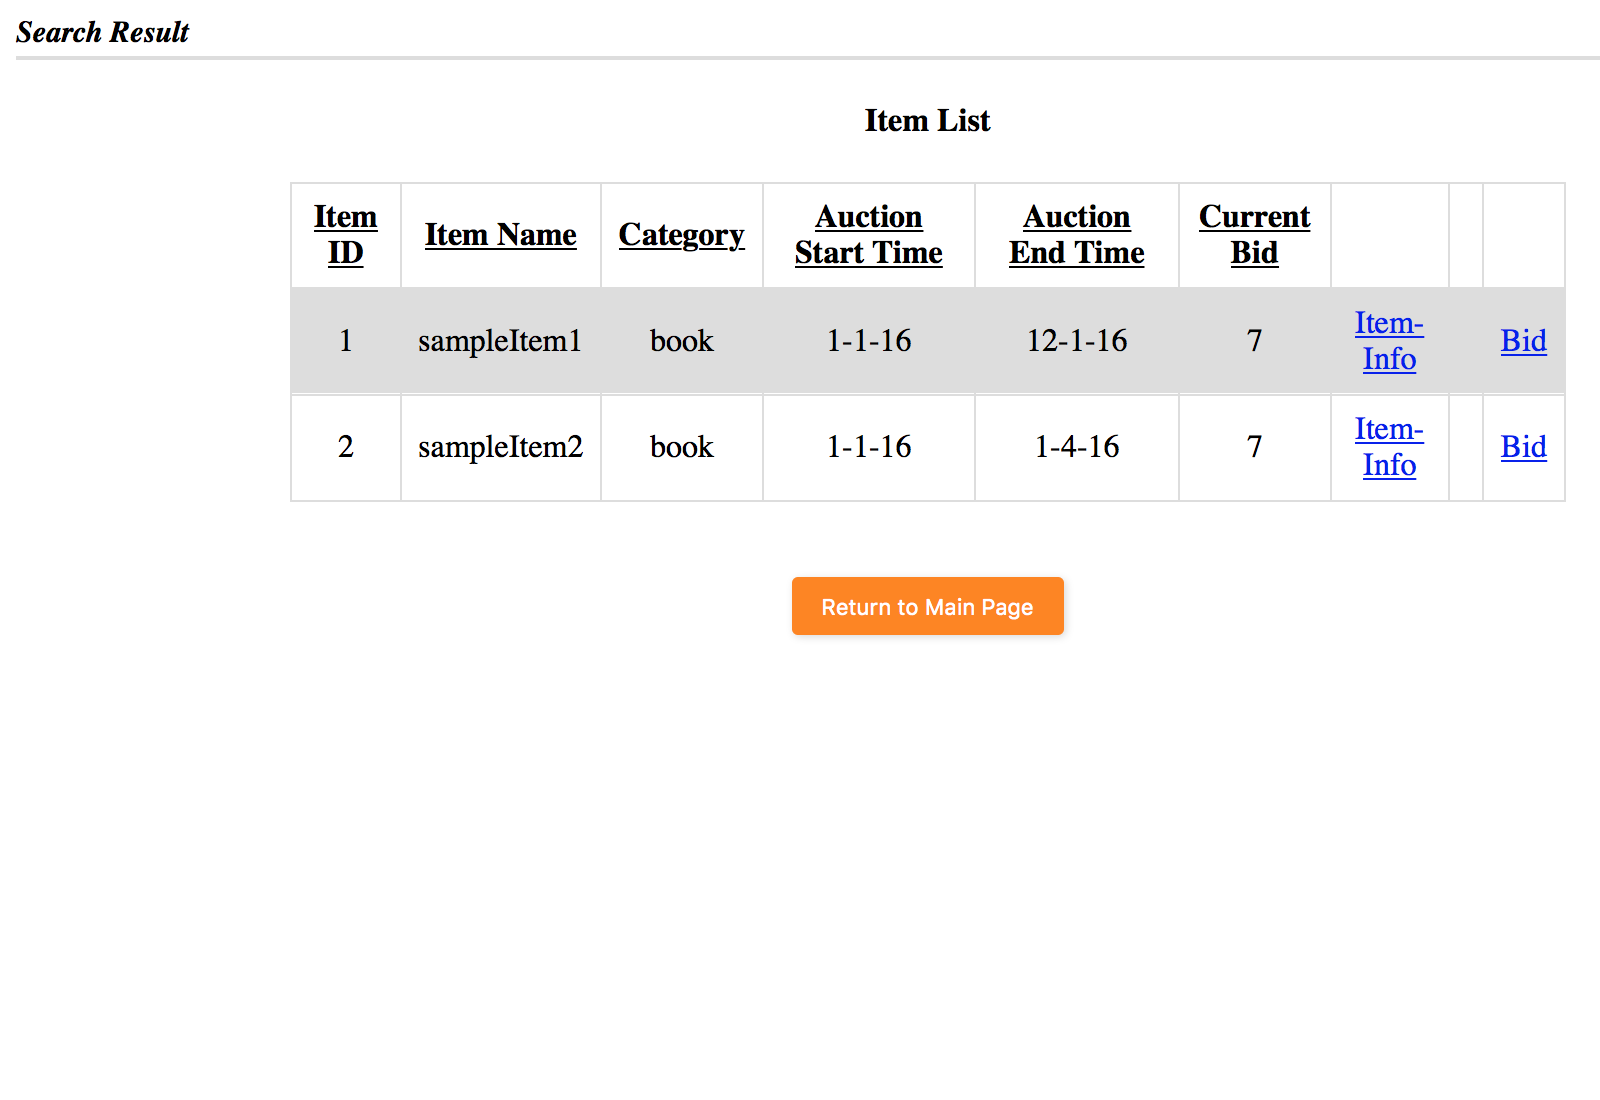 Search Result
Item List
Item ID Item Name Category Auction Start Time Auction End Time Current Bid
1 sampleItem1 book 1-1-16 12-1-16 7 Item-Info Bid
2 sampleItem2 book 1-1-16 1-4-16 7 Item-Info Bid
Return to Main Page